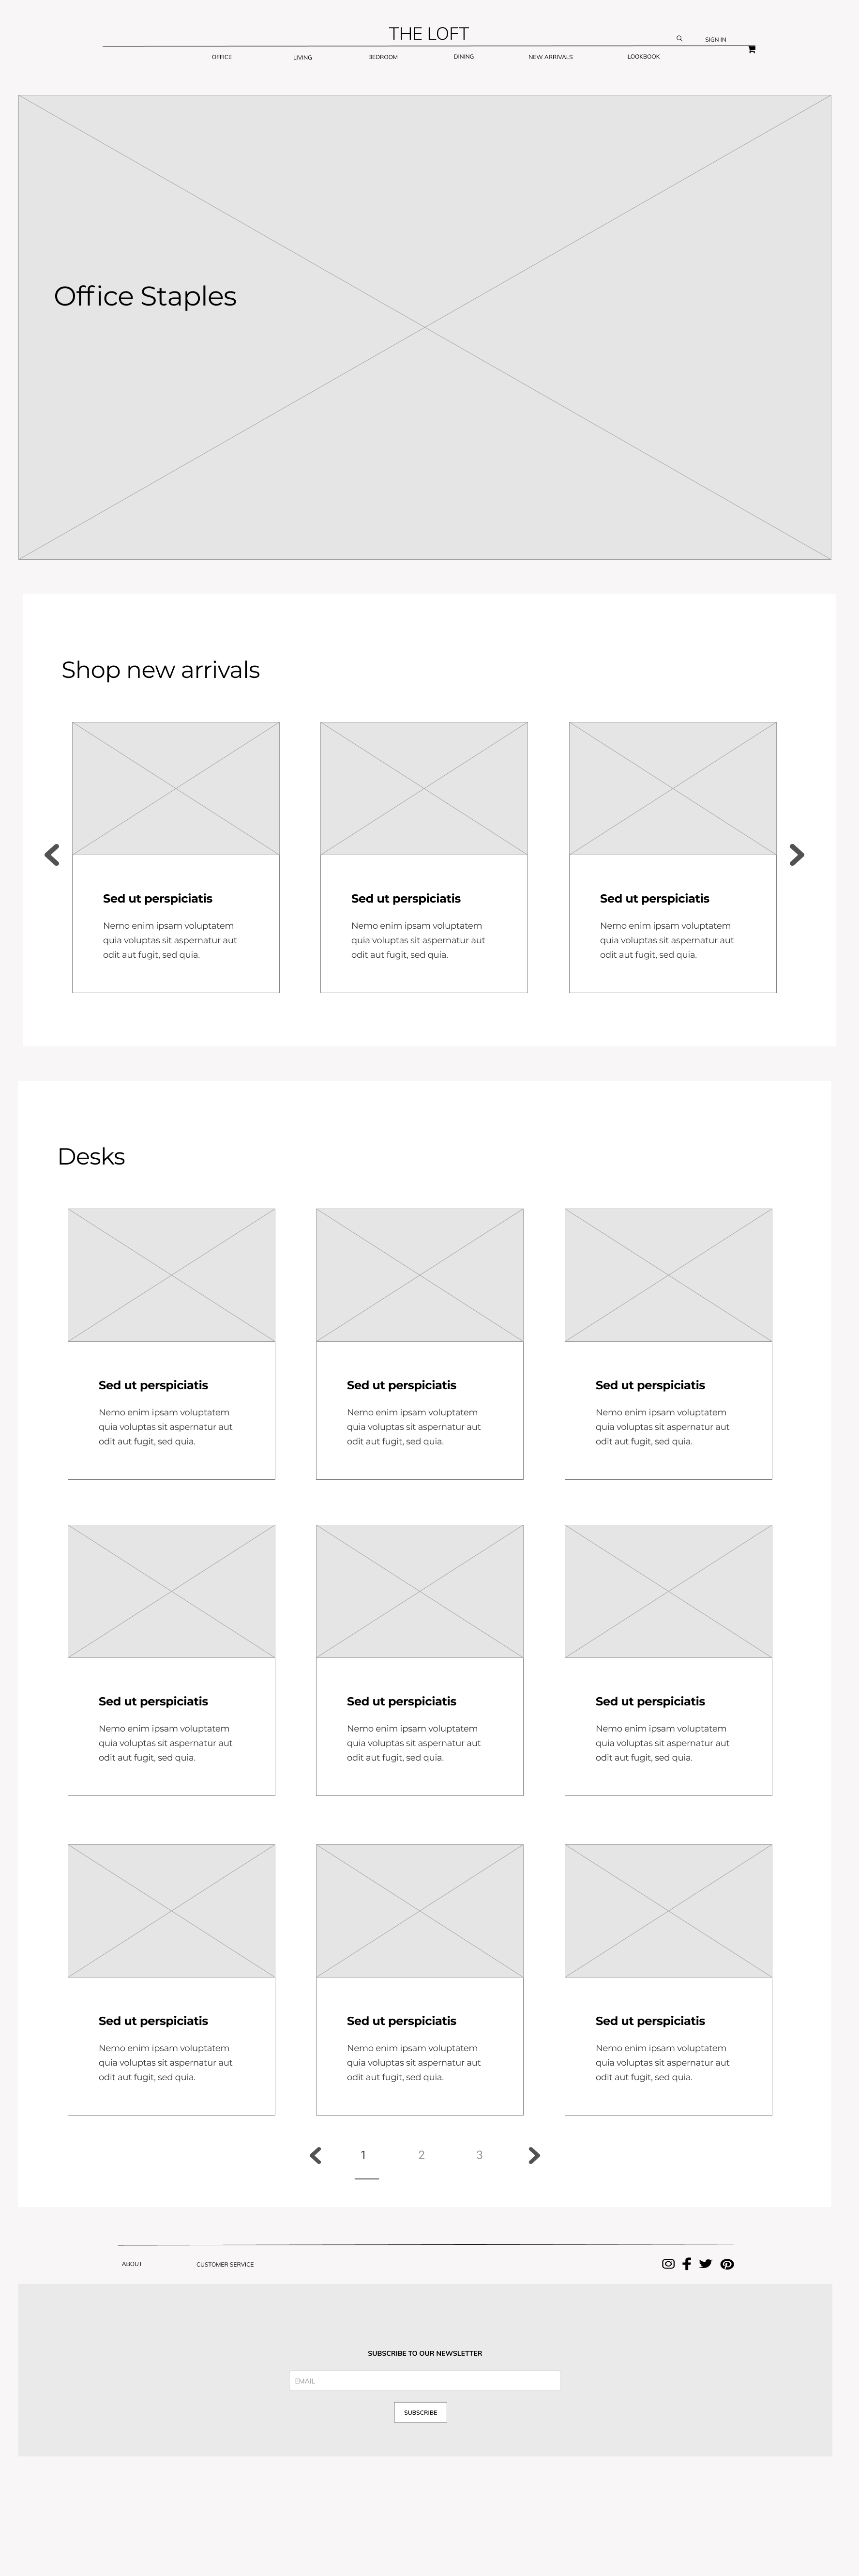 THE LOFT
SIGN IN
OFFICE
LIVING
BEDROOM
DINING
NEW ARRIVALS
LOOKBOOK
Office Staples
Shop new arrivals
Sed ut perspiciatis
Nemo enim ipsam voluptatem
quia voluptas sit aspernatur aut
odit aut fugit, sed quia.
Sed ut perspiciatis
Nemo enim ipsam voluptatem
quia voluptas sit aspernatur aut
odit aut fugit, sed quia.
Sed ut perspiciatis
Nemo enim ipsam voluptatem
quia voluptas sit aspernatur aut
odit aut fugit, sed quia.
Desks
Sed ut perspiciatis
Nemo enim ipsam voluptatem
quia voluptas sit aspernatur aut
odit aut fugit, sed quia.
Sed ut perspiciatis
Nemo enim ipsam voluptatem
quia voluptas sit aspernatur aut
odit aut fugit, sed quia.
Sed ut perspiciatis
Nemo enim ipsam voluptatem
quia voluptas sit aspernatur aut
odit aut fugit, sed quia.
Sed ut perspiciatis
Nemo enim ipsam voluptatem
quia voluptas sit aspernatur aut
odit aut fugit, sed quia.
Sed ut perspiciatis
Nemo enim ipsam voluptatem
quia voluptas sit aspernatur aut
odit aut fugit, sed quia.
Sed ut perspiciatis
Nemo enim ipsam voluptatem
quia voluptas sit aspernatur aut
odit aut fugit, sed quia.
Sed ut perspiciatis
Nemo enim ipsam voluptatem
quia voluptas sit aspernatur aut
odit aut fugit, sed quia.
Sed ut perspiciatis
Nemo enim ipsam voluptatem
quia voluptas sit aspernatur aut
odit aut fugit, sed quia.
Sed ut perspiciatis
Nemo enim ipsam voluptatem
quia voluptas sit aspernatur aut
odit aut fugit, sed quia.
1 2 3
ABOUT
CUSTOMER SERVICE
SUBSCRIBE TO OUR NEWSLETTER
EMAIL
SUBSCRIBE